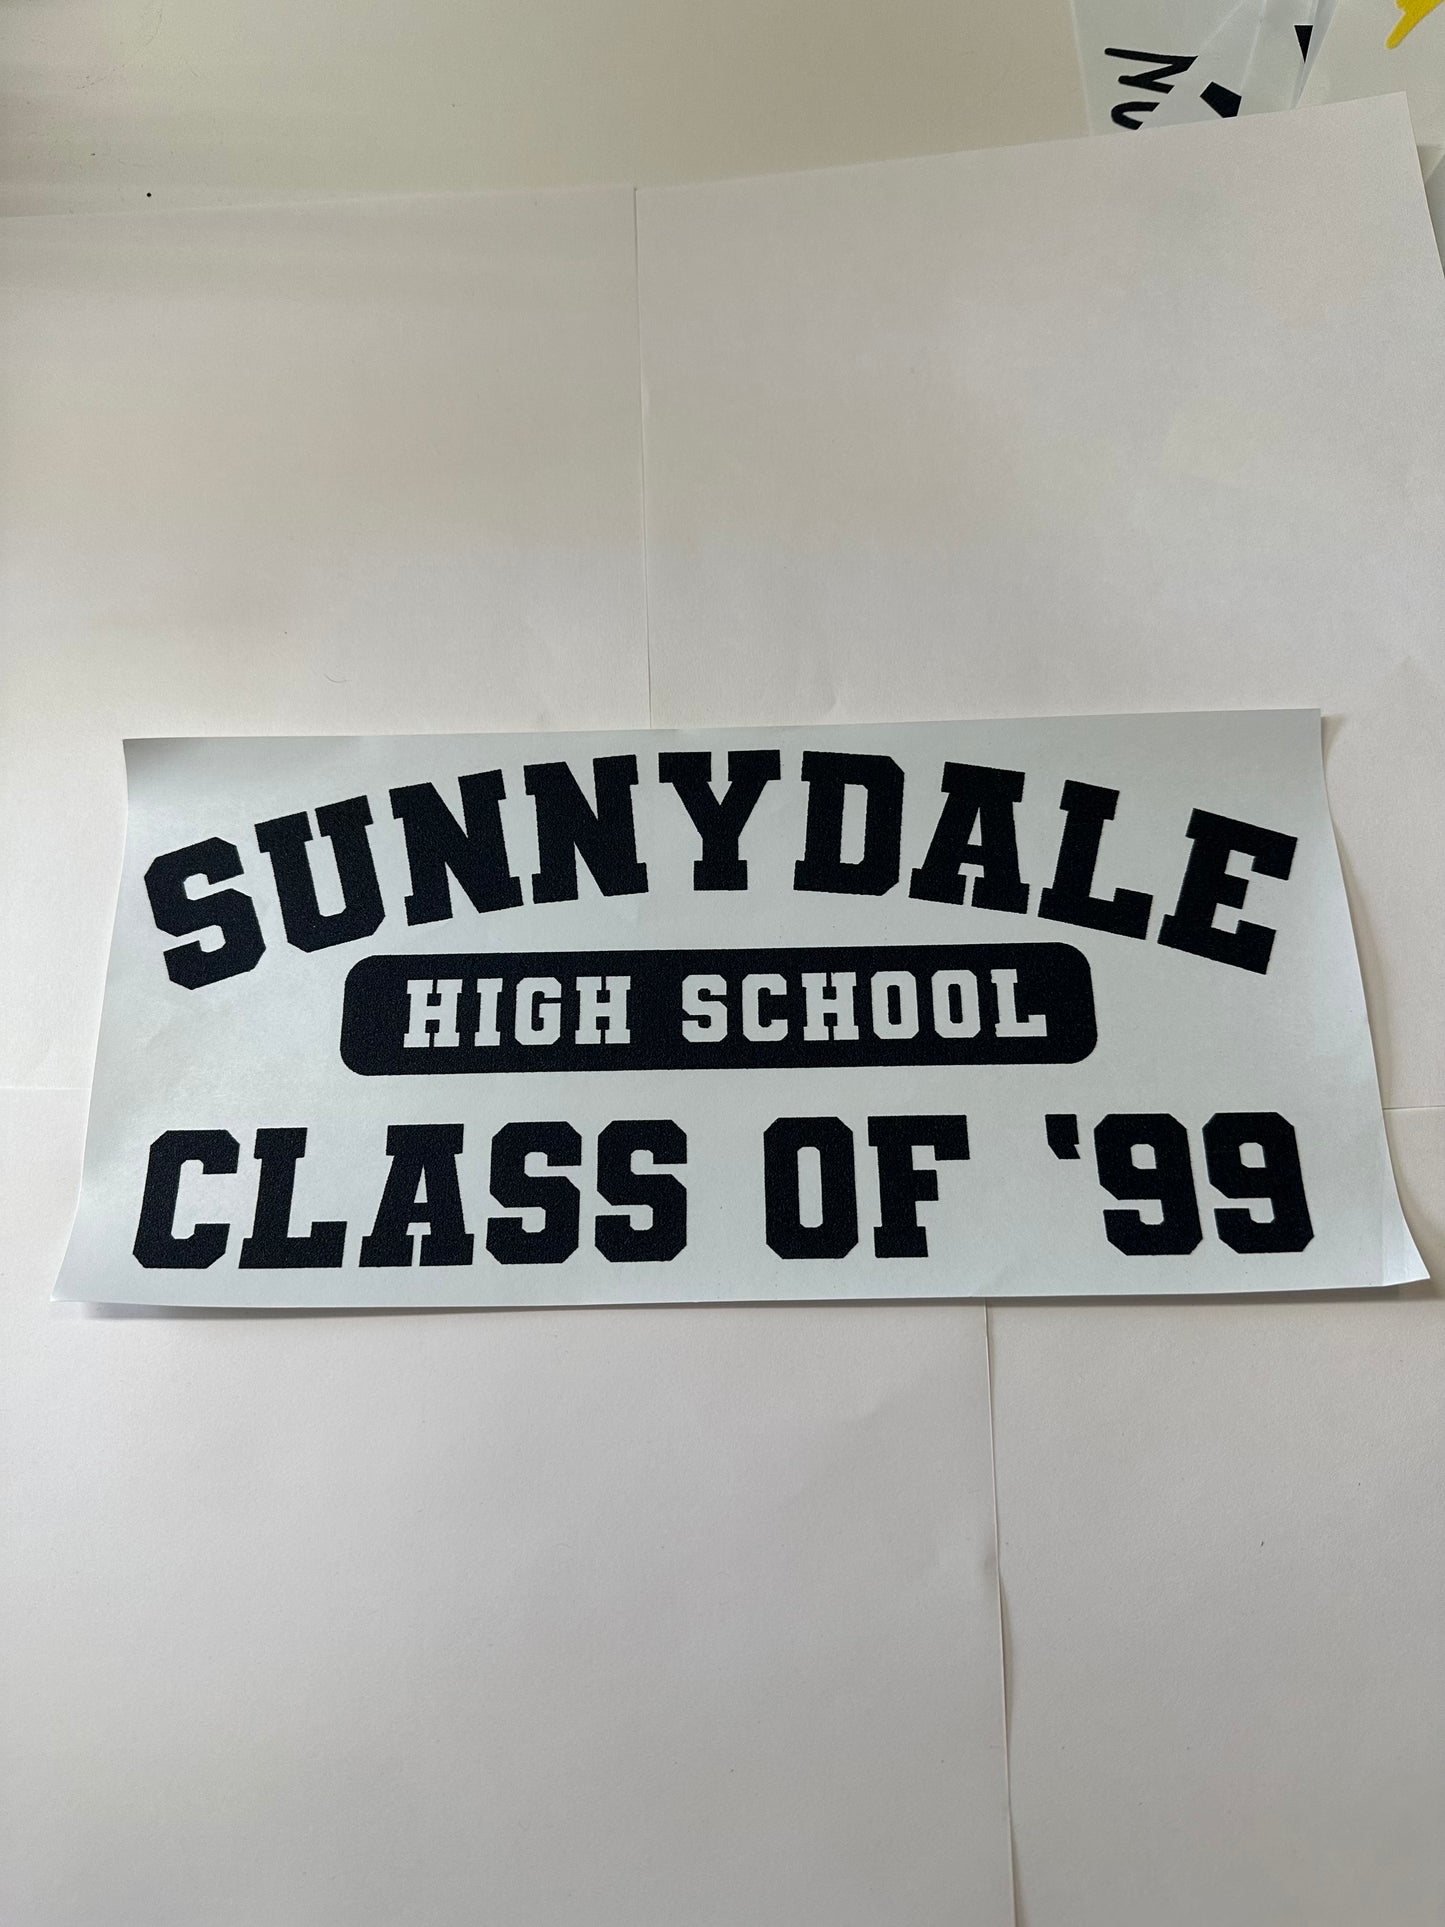 SUNNYDALE
HIGH SCHOOL
CLASS OF '99